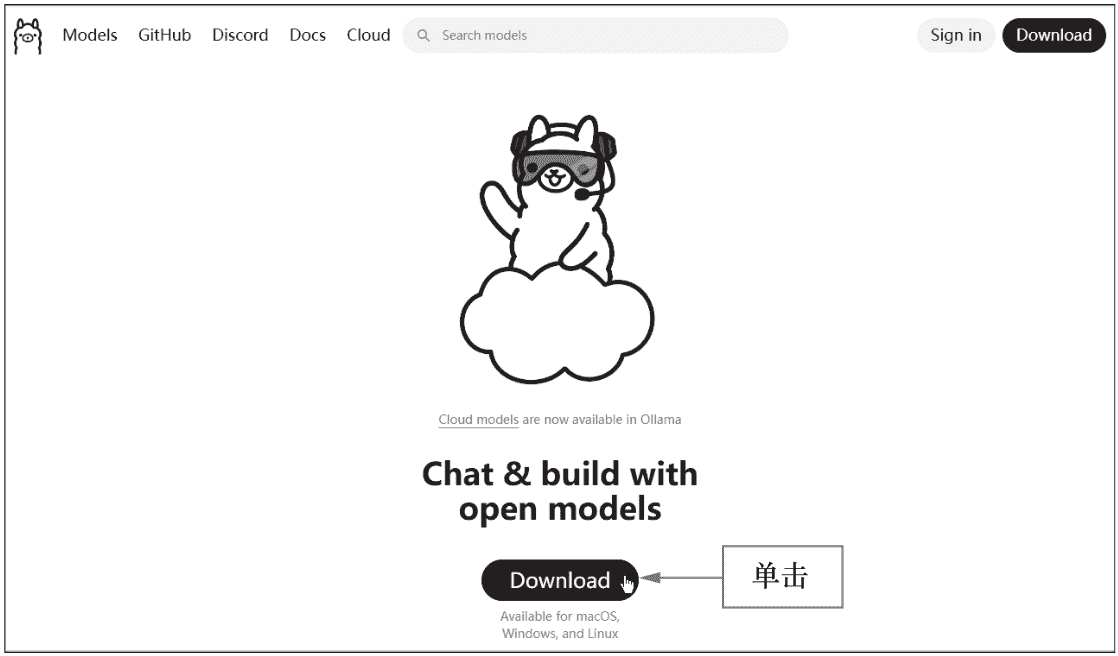 Models GitHub Discord Docs Cloud Search models Sign in Download
Cloud models are now available in Ollama
Chat & build with
open models
Download
单击
Available for macOS,
Windows, and Linux